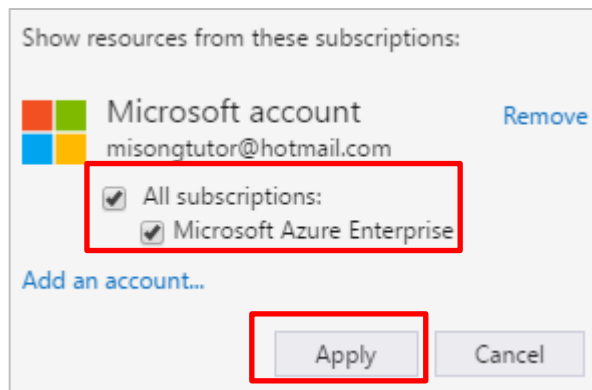 Show resources from these subscriptions:
Microsoft account
Remove
misongtutor@hotmail.com
All subscriptions:
Microsoft Azure Enterprise
Add an account...
Apply
Cancel